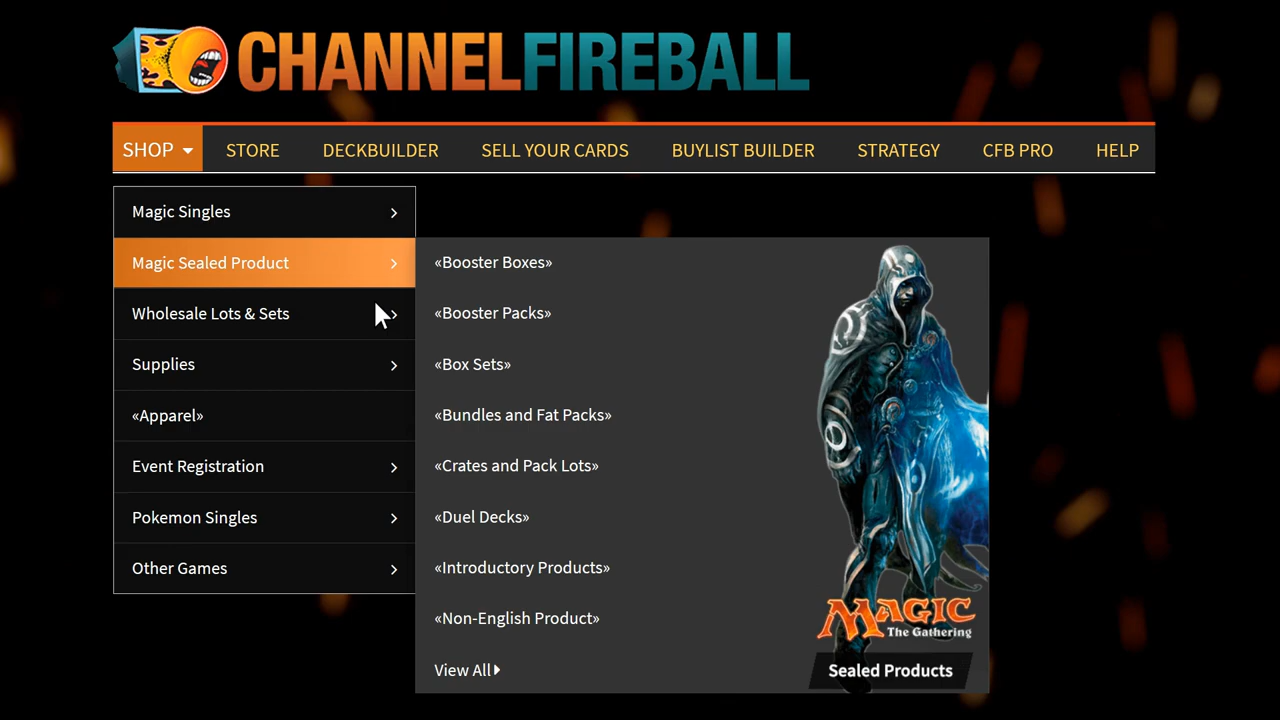 CHANNELFIREBALL
SHOP
STORE
DECKBUILDER
SELL YOUR CARDS
BUYLIST BUILDER
STRATEGY
CFB PRO
HELP
Magic Singles
Magic Sealed Product
Wholesale Lots & Sets
Supplies
«Apparel»
Event Registration
Pokemon Singles
Other Games
«Booster Boxes»
«Booster Packs»
«Box Sets»
«Bundles and Fat Packs»
«Crates and Pack Lots»
«Duel Decks»
«Introductory Products»
«Non-English Product»
View All
MAGIC
The Gathering
Sealed Products